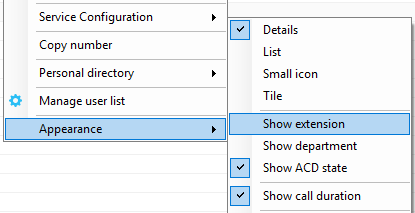 Service Configuration
Copy number
Personal directory
Manage user list
Appearance
Details
List
Small icon
Tile
Show extension
Show department
Show ACD state
Show call duration